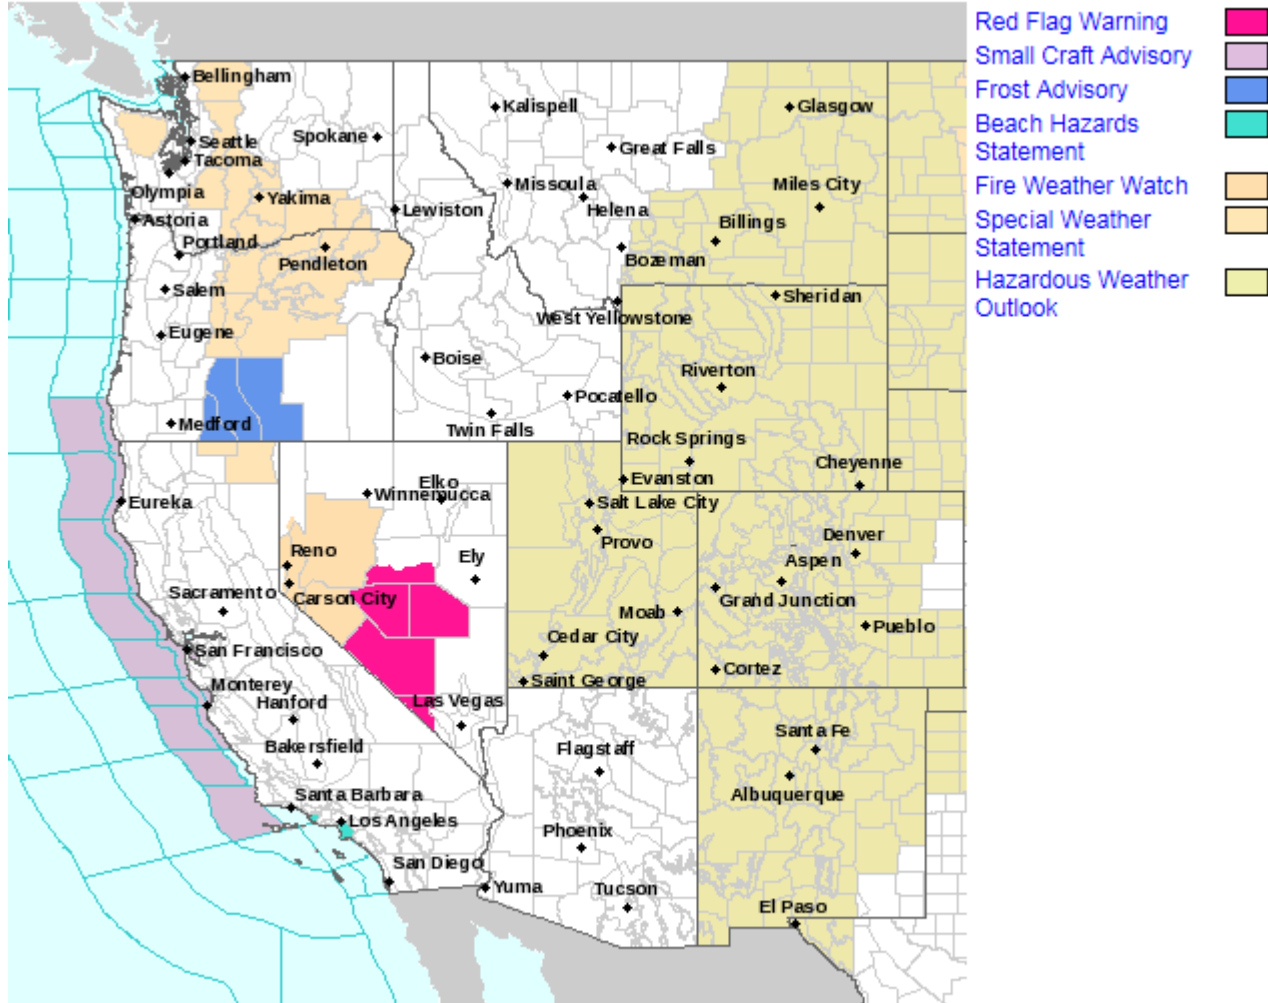 Red Flag Warning
Small Craft Advisory
Frost Advisory
Beach Hazards
Statement
Fire Weather Watch
Special Weather
Statement
Hazardous Weather
Outlook
Bellingham
Kalispell
Glasgow
Seattle
Spokane
Great Falls
Tacoma
Olympia
Missoula
Miles City
Yakima
Helena
Lewiston
Astoria
Billings
Portland
Pendleton
Bozeman
Salem
Sheridan
West Yellowstone
Eugene
Boise
Riverton
Pocatello
Medford
Twin Falls
Rock Springs
Cheyenne
Elko
Evanston
Winnemucca
Eureka
Salt Lake City
Denver
Provo
Reno
Ely
Aspen
Sacramento
Carson City
Grand Junction
Moab
Pueblo
Cedar City
San Francisco
Cortez
Saint George
Monterey
Hanford
Las Vegas
Santa Fe
Bakersfield
Flagstaff
Albuquerque
Santa Barbara
Los Angeles
Phoenix
San Diego
Yuma
Tucson
El Paso